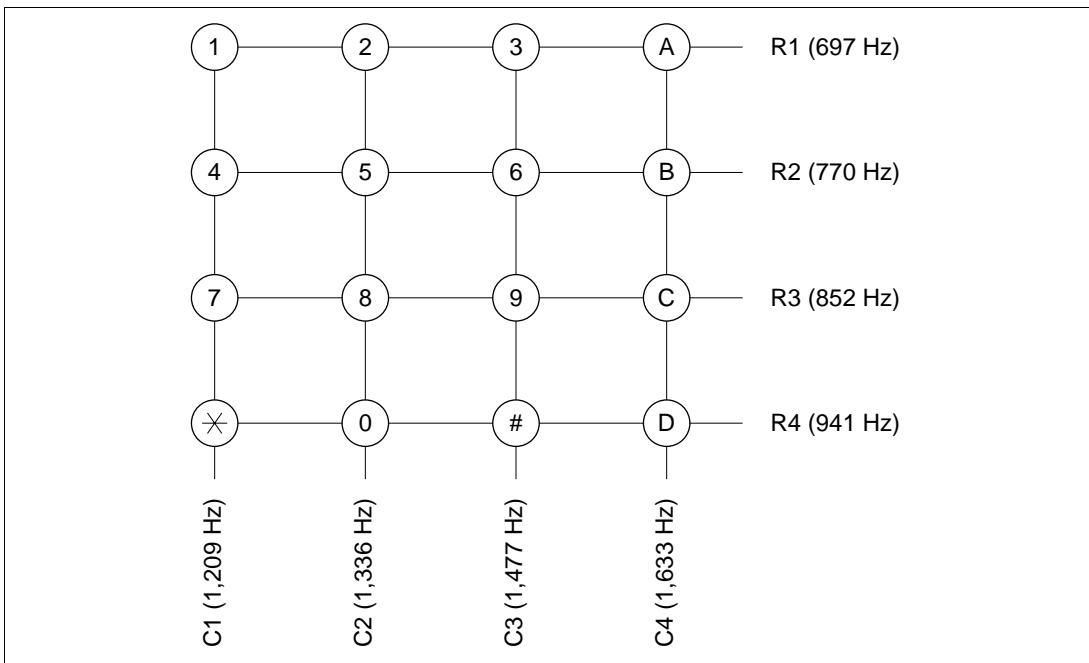 1 2 3 A R1 (697 Hz)
4 5 6 B R2 (770 Hz)
7 8 9 C R3 (852 Hz)
* 0 # D R4 (941 Hz)
C1 (1,209 Hz)
C2 (1,336 Hz)
C3 (1,477 Hz)
C4 (1,633 Hz)